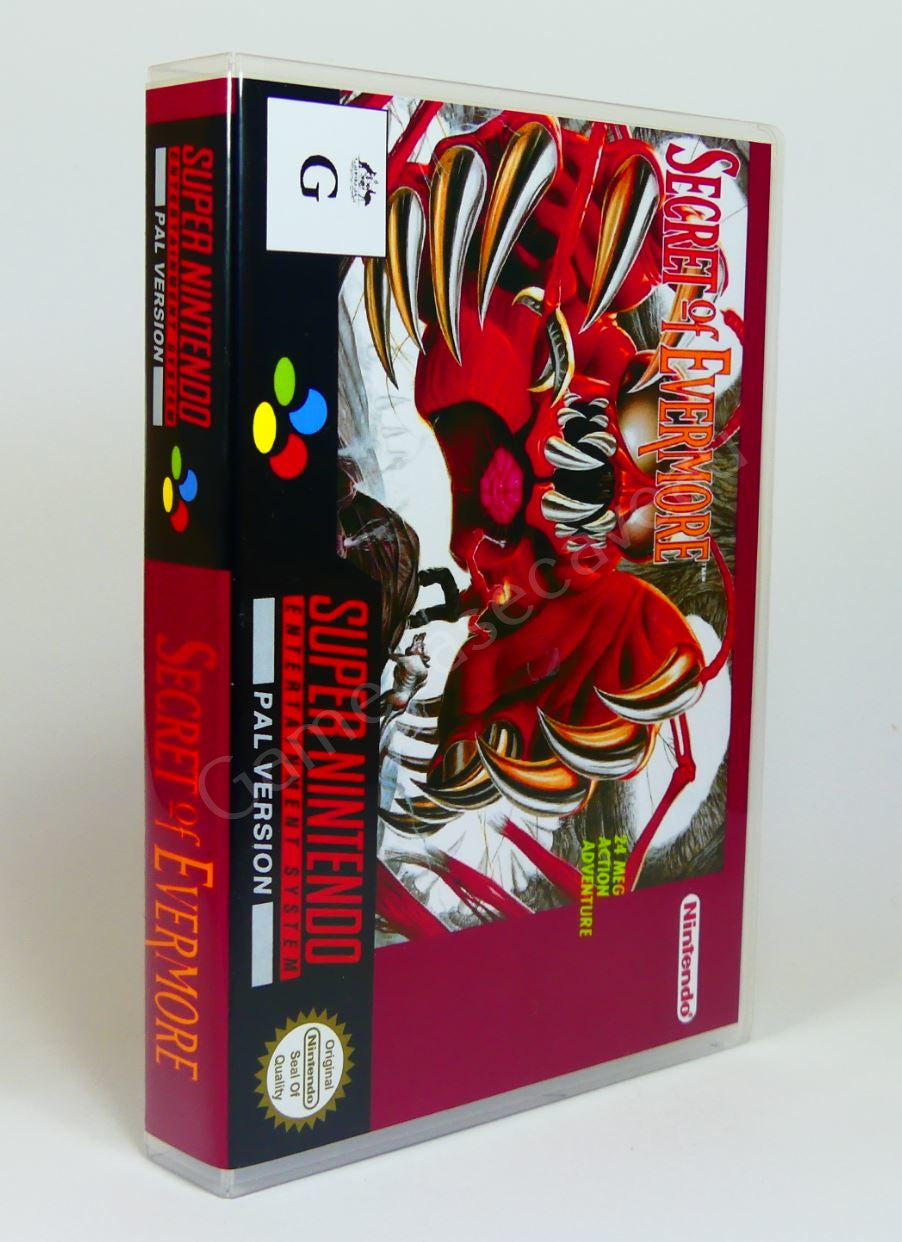 SUPER NINTENDO
ENTERTAINMENT SYSTEM
PAL VERSION
SECRET of EVERMORE
G
SUPER NINTENDO
ENTERTAINMENT SYSTEM
PAL VERSION
Original
Nintendo
Seal Of
Quality
SECRET of EVERMORE
TM
24 MEG
ACTION
ADVENTURE
Nintendo®